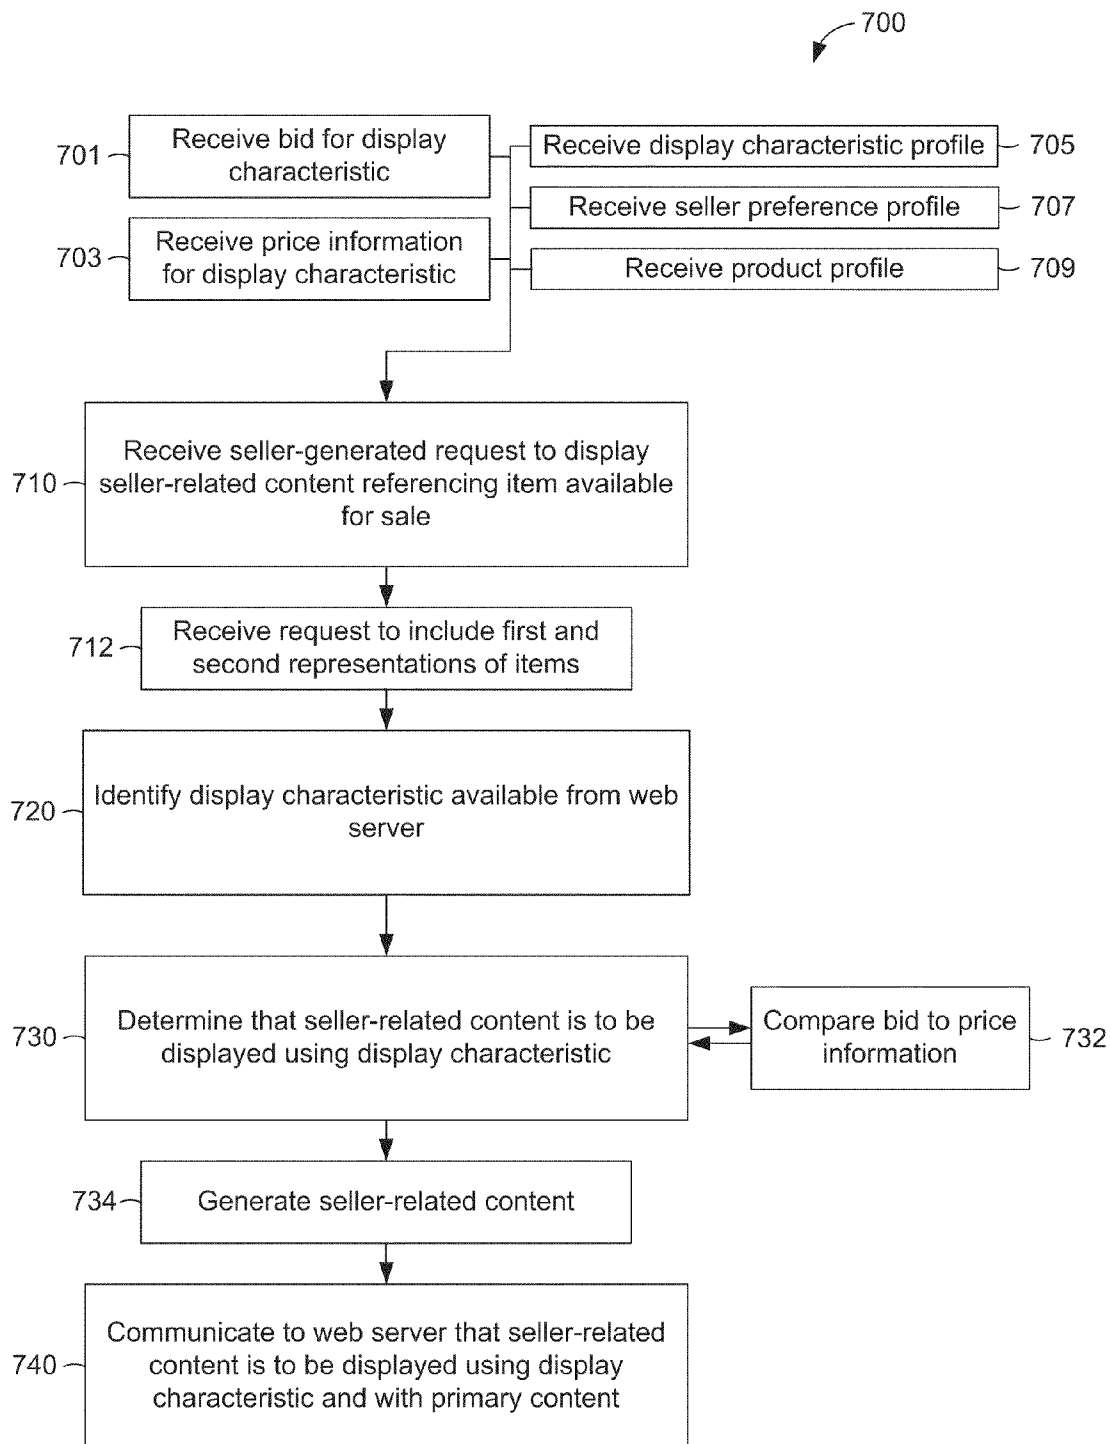 700
701
Receive bid for display
characteristic
Receive display characteristic profile
705
Receive seller preference profile
707
703
Receive price information
for display characteristic
Receive product profile
709
710
Receive seller-generated request to display
seller-related content referencing item available
for sale
712
Receive request to include first and
second representations of items
720
Identify display characteristic available from web
server
730
Determine that seller-related content is to be
displayed using display characteristic
Compare bid to price
information
732
734
Generate seller-related content
740
Communicate to web server that seller-related
content is to be displayed using display
characteristic and with primary content